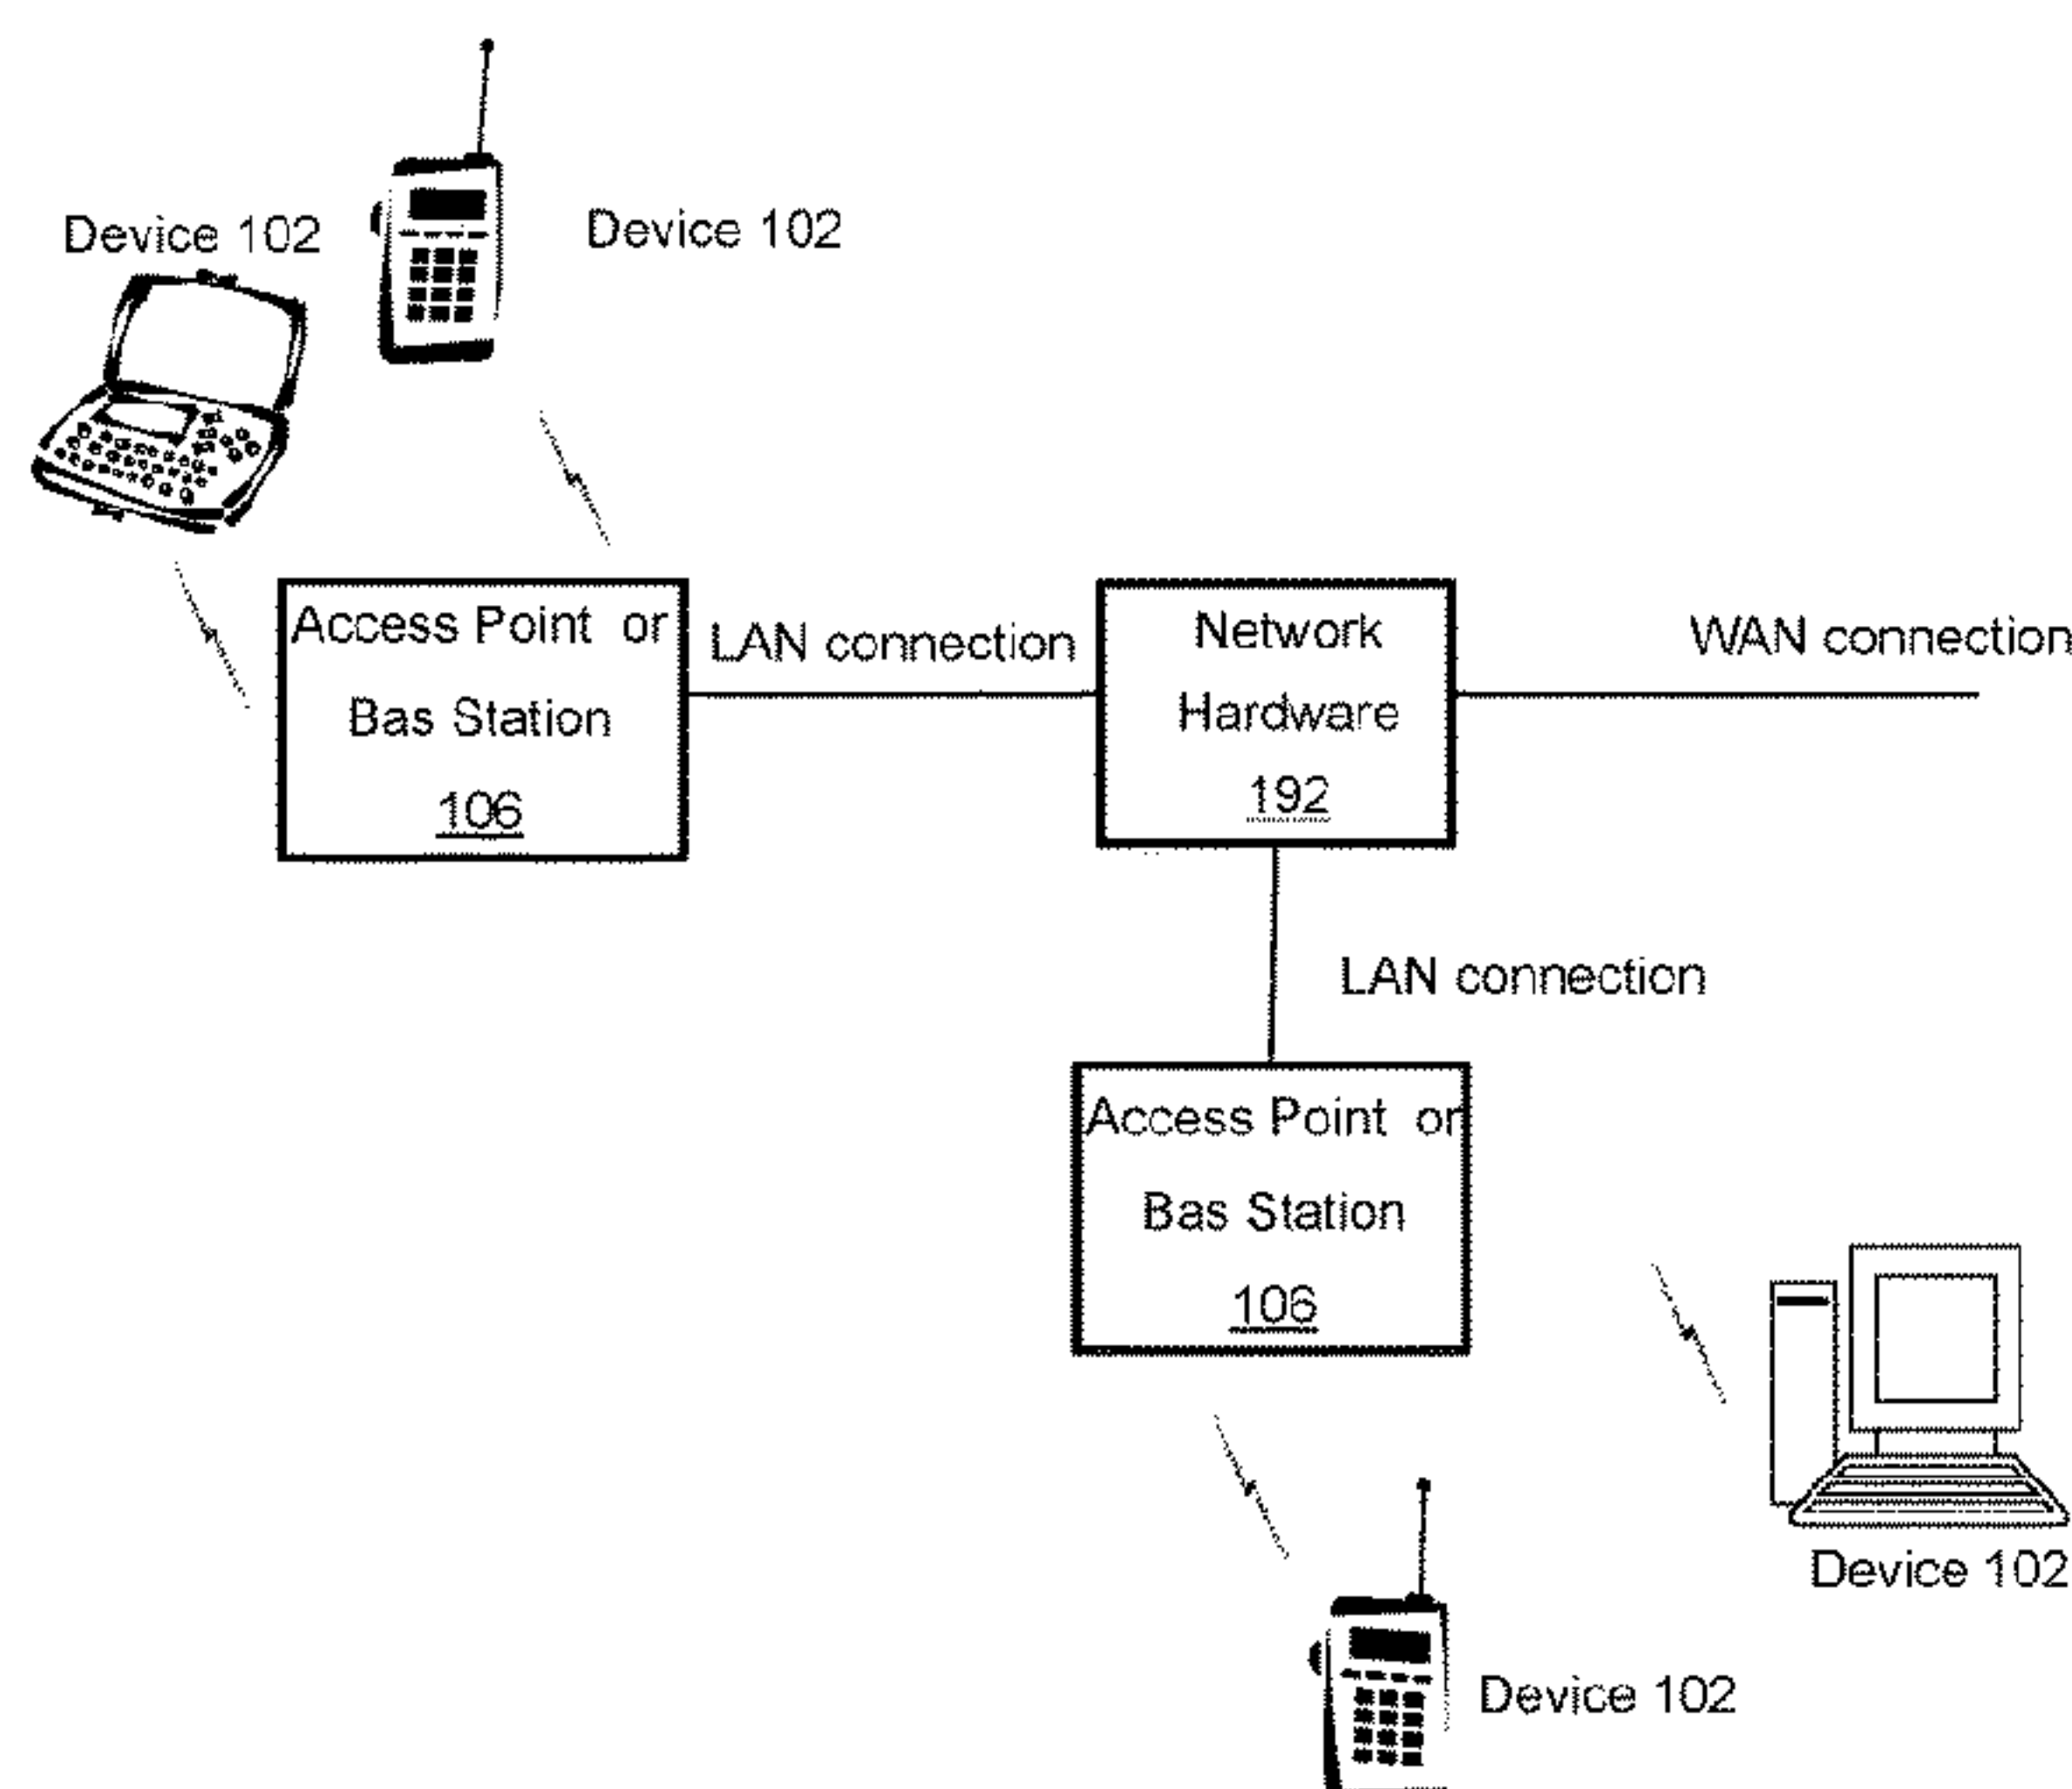 Device 102
Device 102
Access Point or
Bas Station
106
LAN connection
Network
Hardware
192
WAN connection
LAN connection
Access Point or
Bas Station
106
Device 102
Device 102